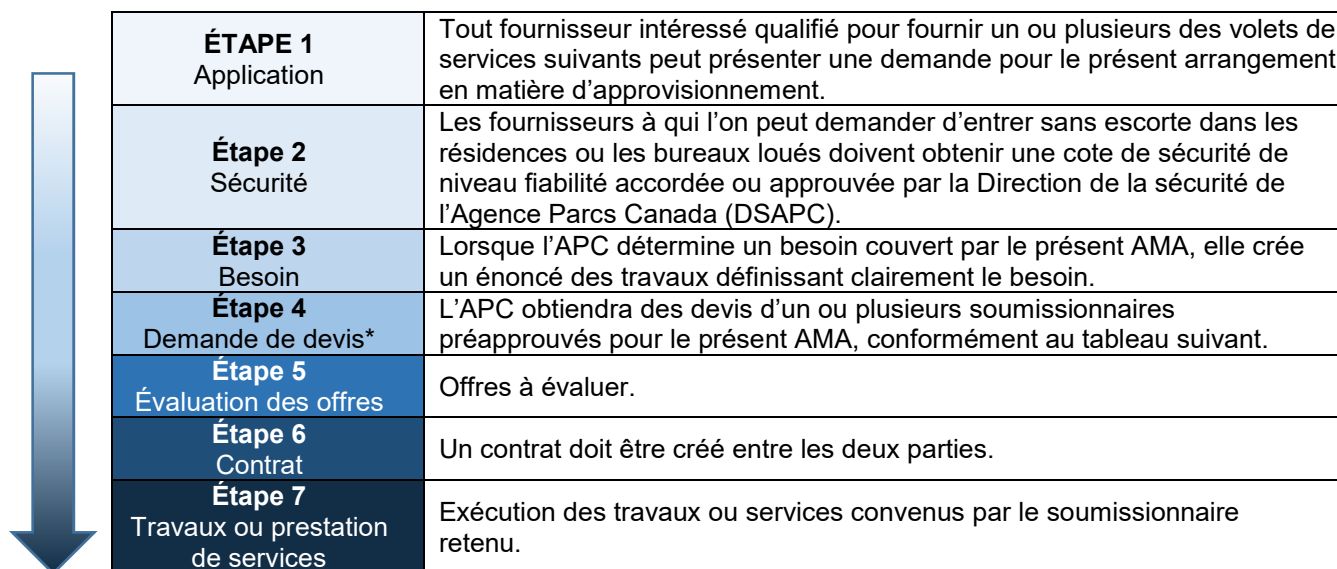 ÉTAPE 1
Application
Tout fournisseur intéressé qualifié pour fournir un ou plusieurs des volets de
services suivants peut présenter une demande pour le présent arrangement
en matière d’approvisionnement.
Étape 2
Sécurité
Les fournisseurs à qui l’on peut demander d’entrer sans escorte dans les
résidences ou les bureaux loués doivent obtenir une cote de sécurité de
niveau fiabilité accordée ou approuvée par la Direction de la sécurité de
l’Agence Parcs Canada (DSAPC).
Étape 3
Besoin
Lorsque l’APC détermine un besoin couvert par le présent AMA, elle crée
un énoncé des travaux définissant clairement le besoin.
Étape 4
Demande de devis*
L’APC obtiendra des devis d’un ou plusieurs soumissionnaires
préapprouvés pour le présent AMA, conformément au tableau suivant.
Étape 5
Évaluation des offres
Offres à évaluer.
Étape 6
Contrat
Un contrat doit être créé entre les deux parties.
Étape 7
Travaux ou prestation
de services
Exécution des travaux ou services convenus par le soumissionnaire
retenu.